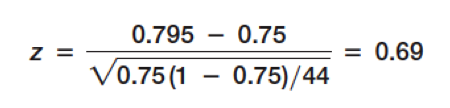 z = 0.795 − 0.75 / √0.75(1 − 0.75)/44 = 0.69